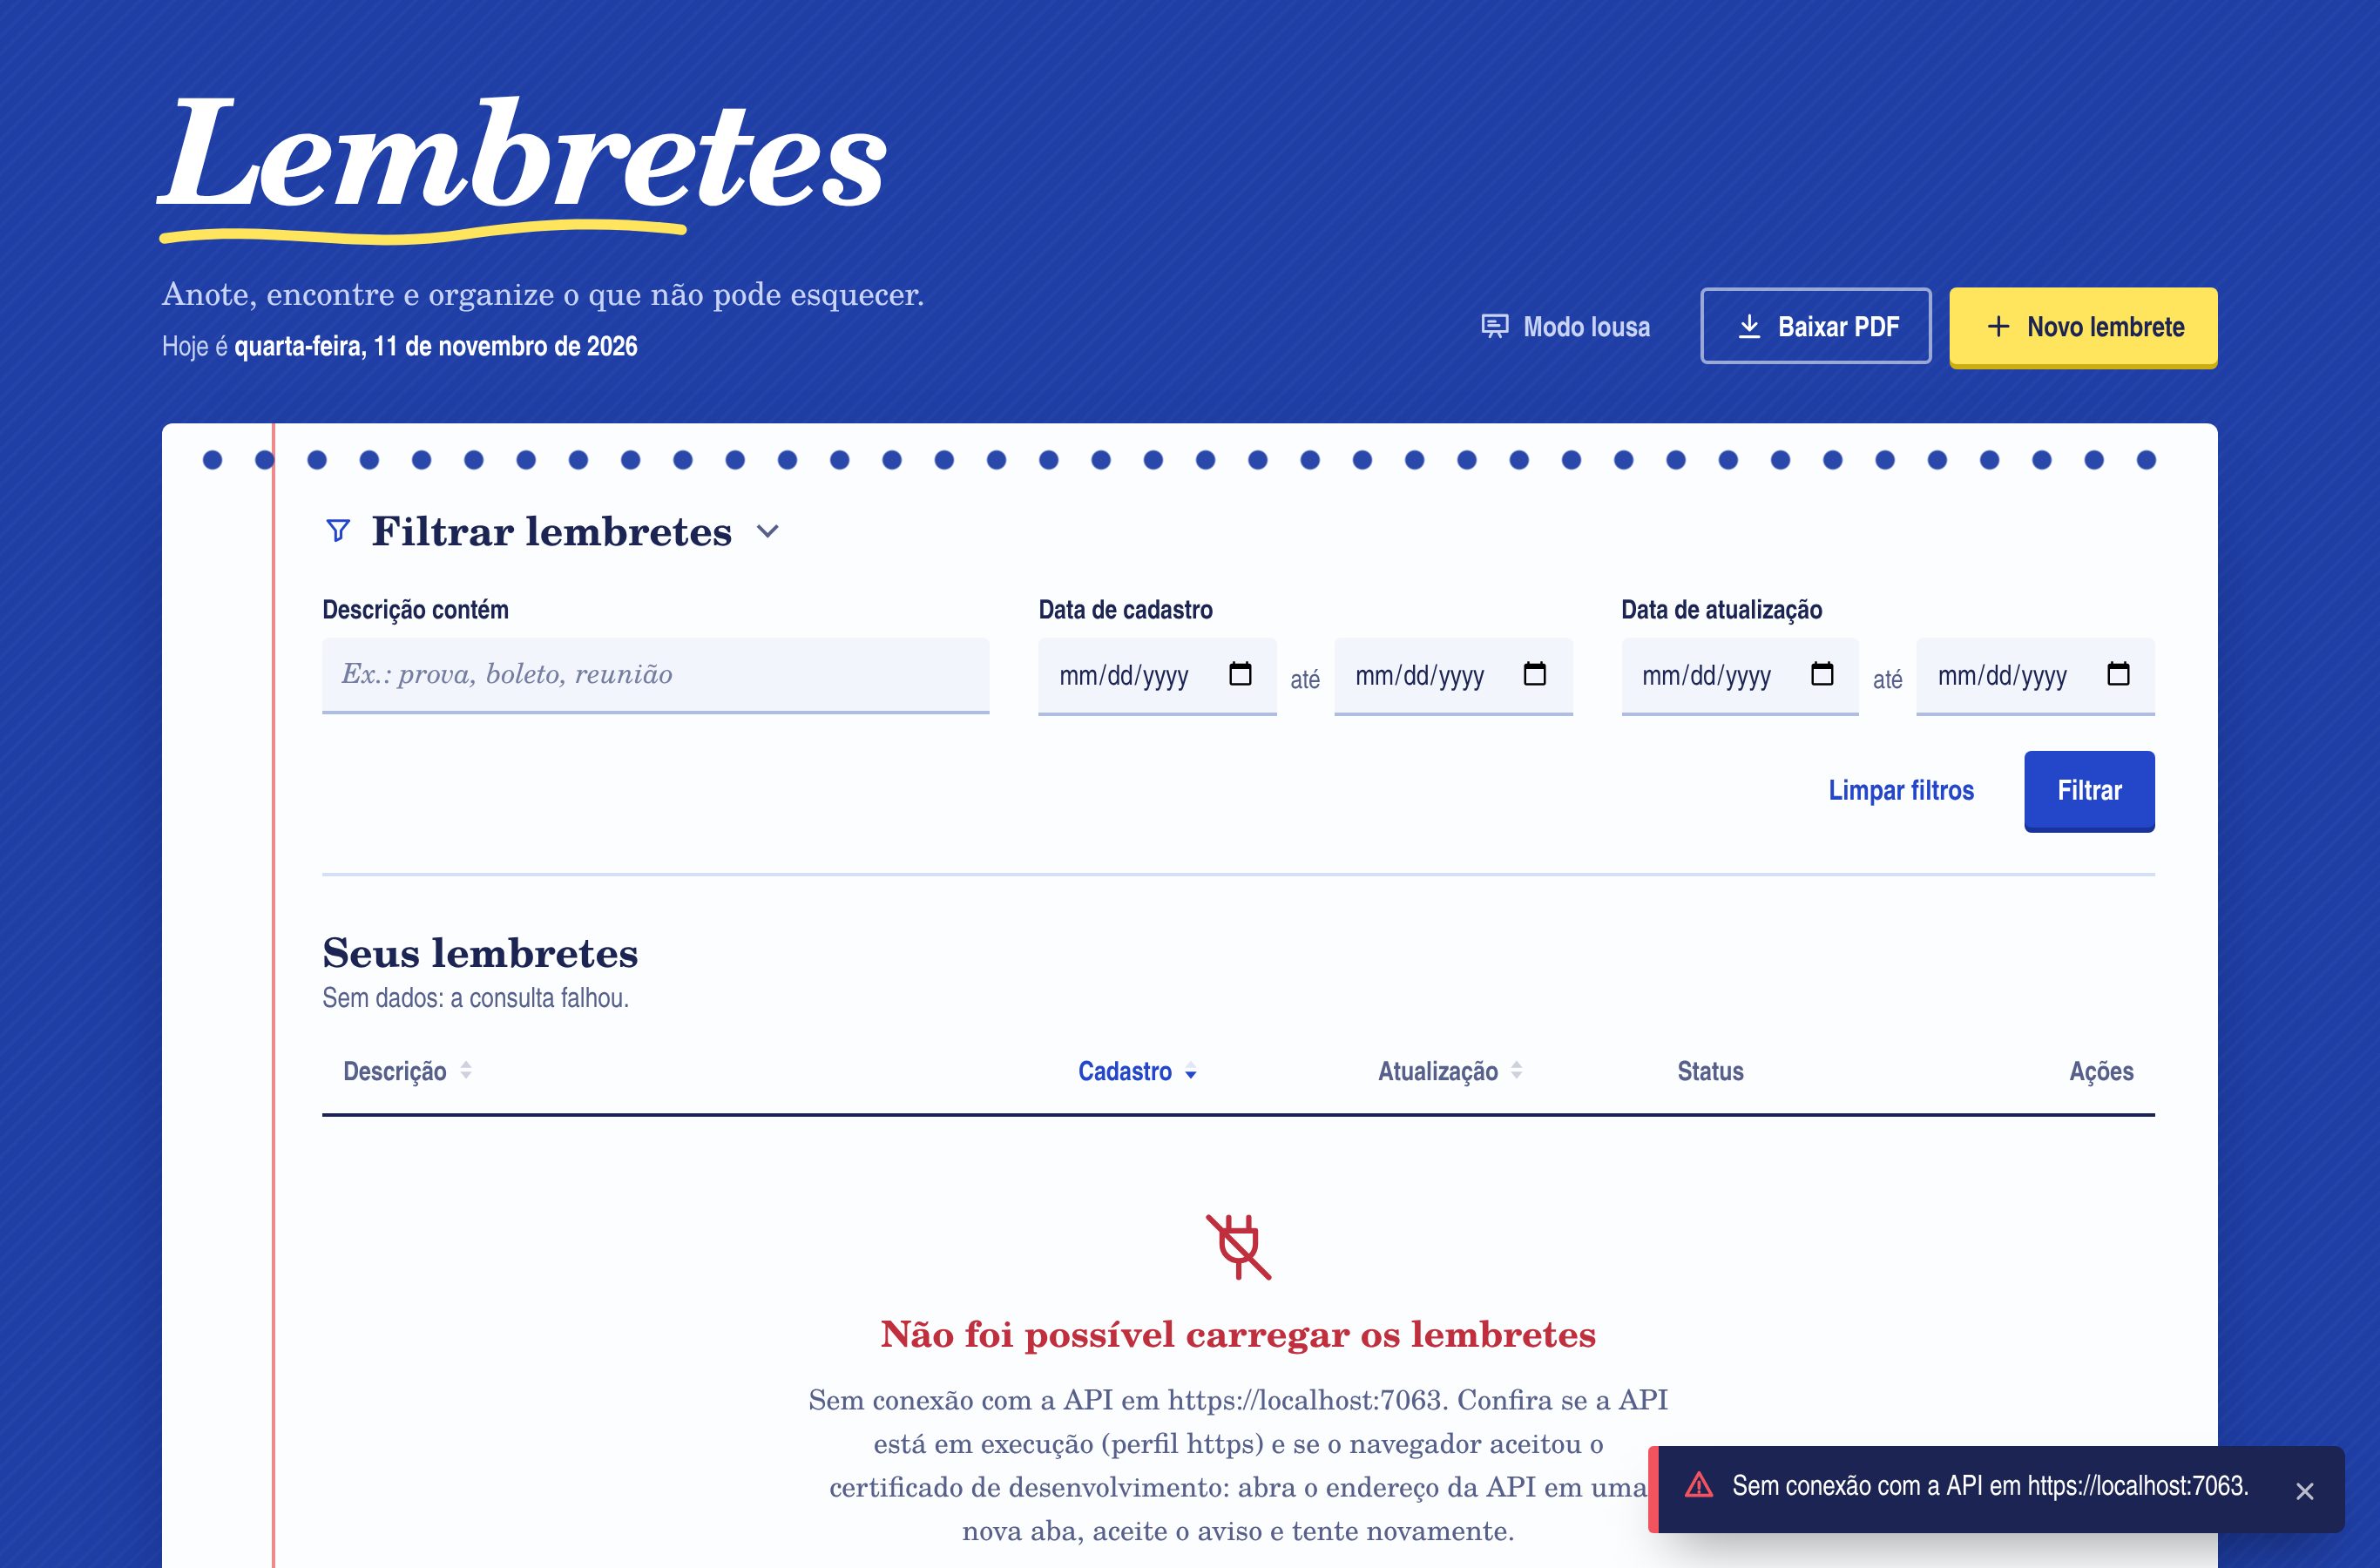 Lembretes
Anote, encontre e organize o que não pode esquecer.
Hoje é quarta-feira, 11 de novembro de 2026
Modo lousa
Baixar PDF
Novo lembrete
Filtrar lembretes
Descrição contém
Data de cadastro
Data de atualização
Ex.: prova, boleto, reunião
mm/dd/yyyy
até
mm/dd/yyyy
mm/dd/yyyy
até
mm/dd/yyyy
Limpar filtros
Filtrar
Seus lembretes
Sem dados: a consulta falhou.
Descrição
Cadastro
Atualização
Status
Ações
Não foi possível carregar os lembretes
Sem conexão com a API em https://localhost:7063. Confira se a API
está em execução (perfil https) e se o navegador aceitou o
certificado de desenvolvimento: abra o endereço da API em uma
nova aba, aceite o aviso e tente novamente.
Sem conexão com a API em https://localhost:7063.